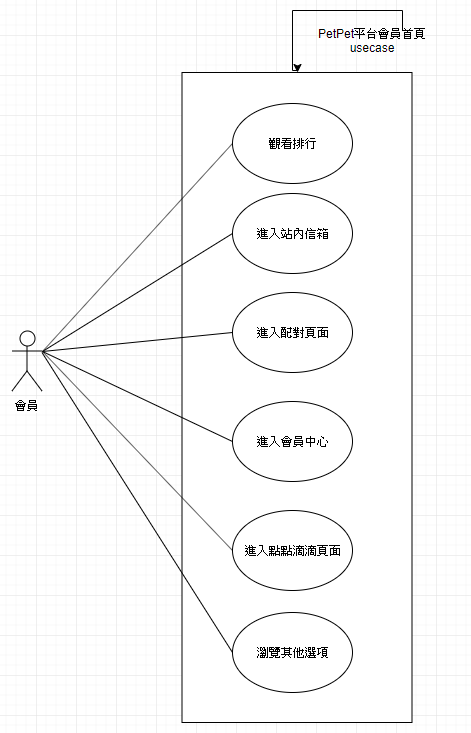 PetPet平台會員首頁
usecase
觀看排行
進入站內信箱
進入配對頁面
會員
進入會員中心
進入點點滴滴頁面
瀏覽其他選項